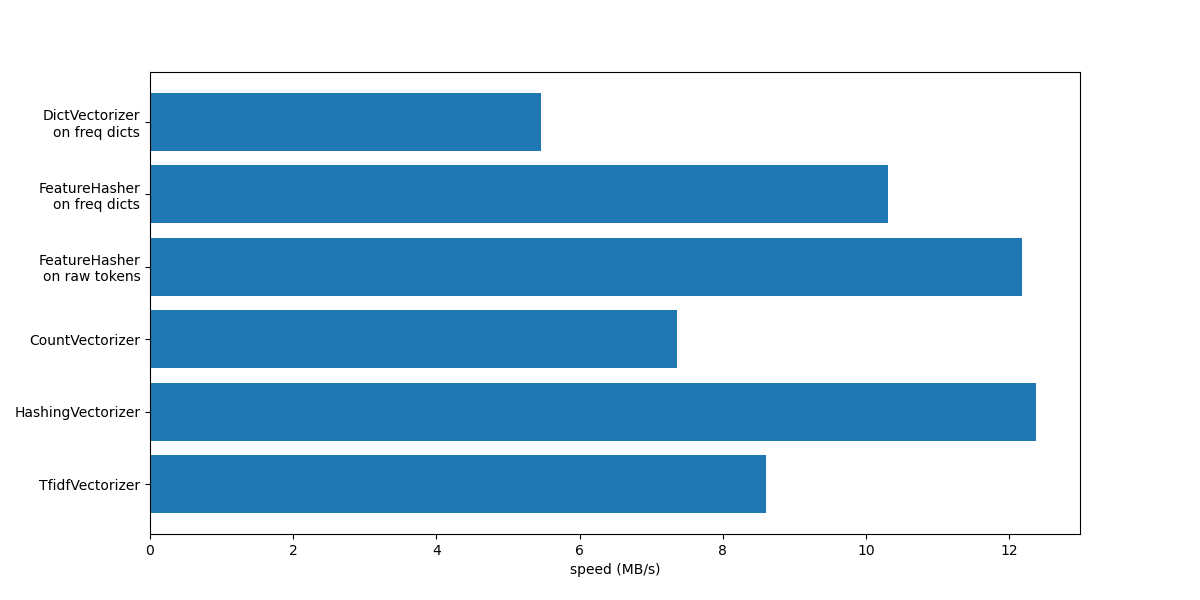 DictVectorizer
on freq dicts
FeatureHasher
on freq dicts
FeatureHasher
on raw tokens
CountVectorizer
HashingVectorizer
TfidfVectorizer
0 2 4 6 8 10 12
speed (MB/s)